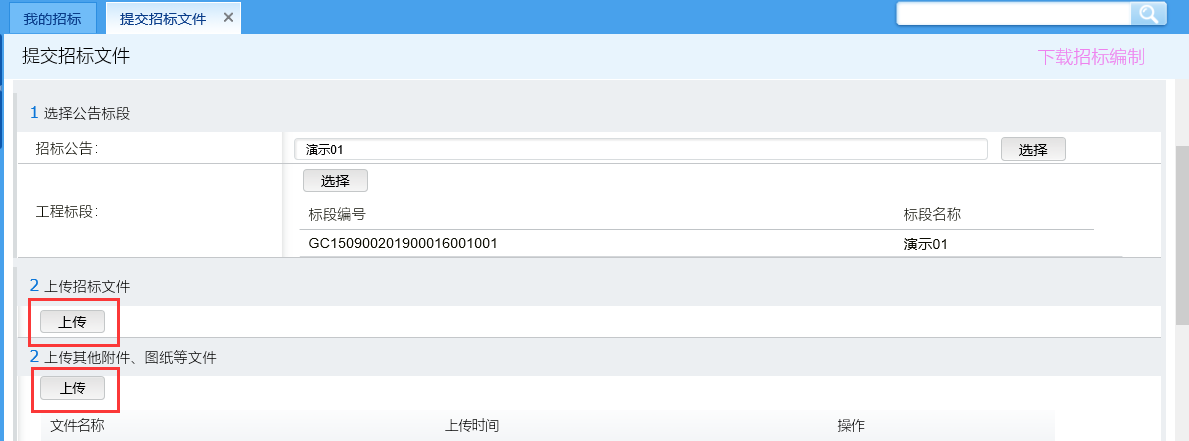 我的招标 提交招标文件
提交招标文件 下载招标编制
1 选择公告标段
招标公告: 演示01 选择
选择
工程标段:
标段编号 标段名称
GC150900201900016001001 演示01
2 上传招标文件
上传
2 上传其他附件、图纸等文件
上传
文件名称 上传时间 操作